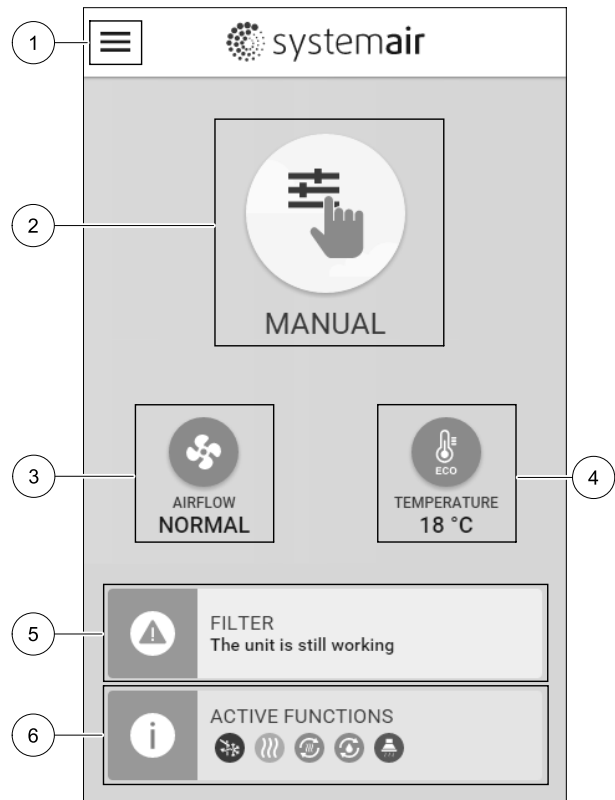 1
systemair
2
MANUAL
3
AIRFLOW
NORMAL
ECO
TEMPERATURE
18 °C
4
5
FILTER
The unit is still working
6
ACTIVE FUNCTIONS